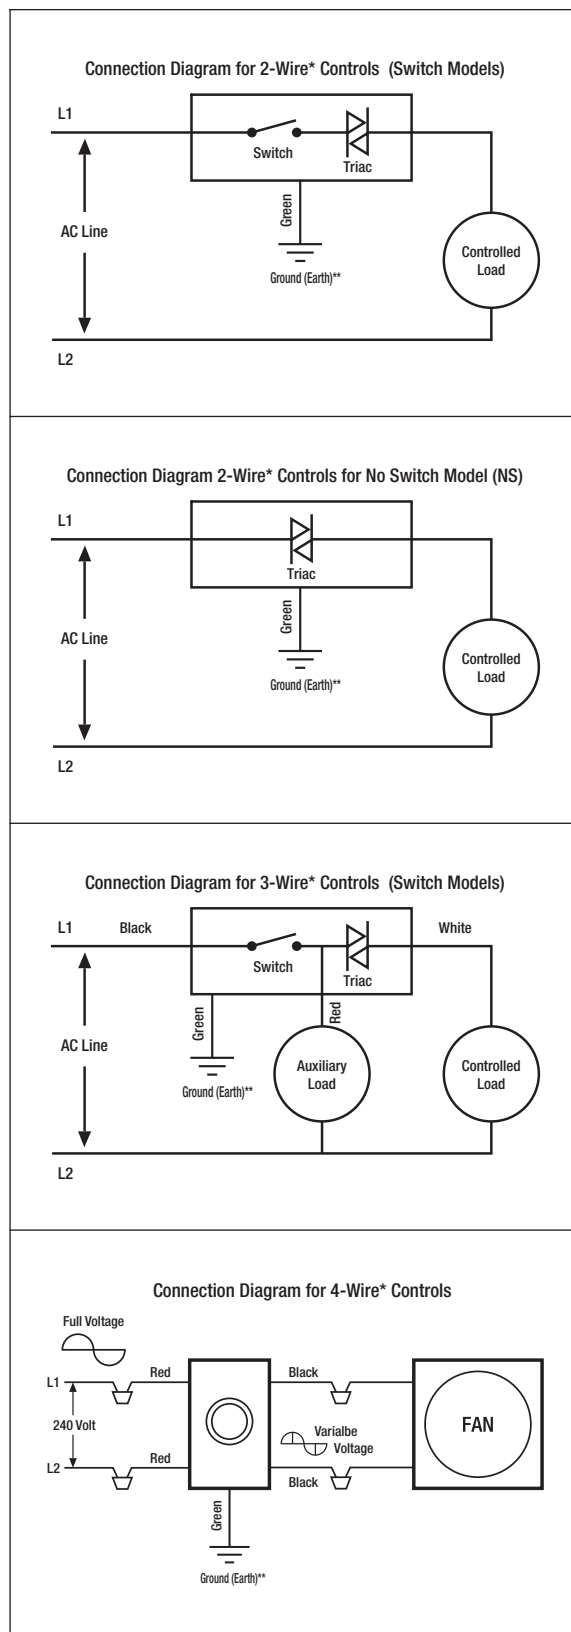 Connection Diagram for 2-Wire* Controls (Switch Models)
L1
Switch
Triac
Green
AC Line
Ground (Earth)**
Controlled
Load
L2
Connection Diagram 2-Wire* Controls for No Switch Model (NS)
L1
Triac
Green
AC Line
Ground (Earth)**
Controlled
Load
L2
Connection Diagram for 3-Wire* Controls (Switch Models)
L1
Black
White
Switch
Triac
Green
Red
AC Line
Ground (Earth)**
Auxiliary
Load
Controlled
Load
L2
Connection Diagram for 4-Wire* Controls
Full Voltage
L1
Red
Black
240 Volt
Varialbe
Voltage
FAN
L2
Red
Black
Green
Ground (Earth)**